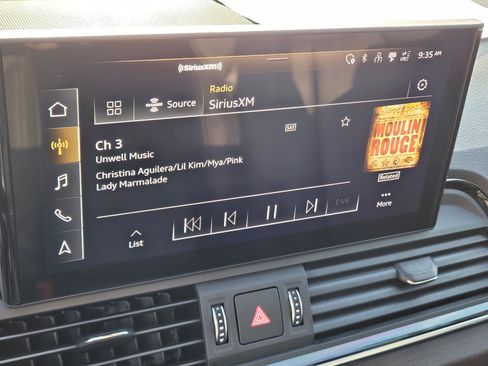 ((SiriusXM))
9:35 AM
Radio
Source
SiriusXM
Ch 3
Unwell Music
SAT
Christina Aguilera/Lil Kim/Mya/Pink
Lady Marmalade
MOULIN
ROUGE
Related
List
LIVE
More